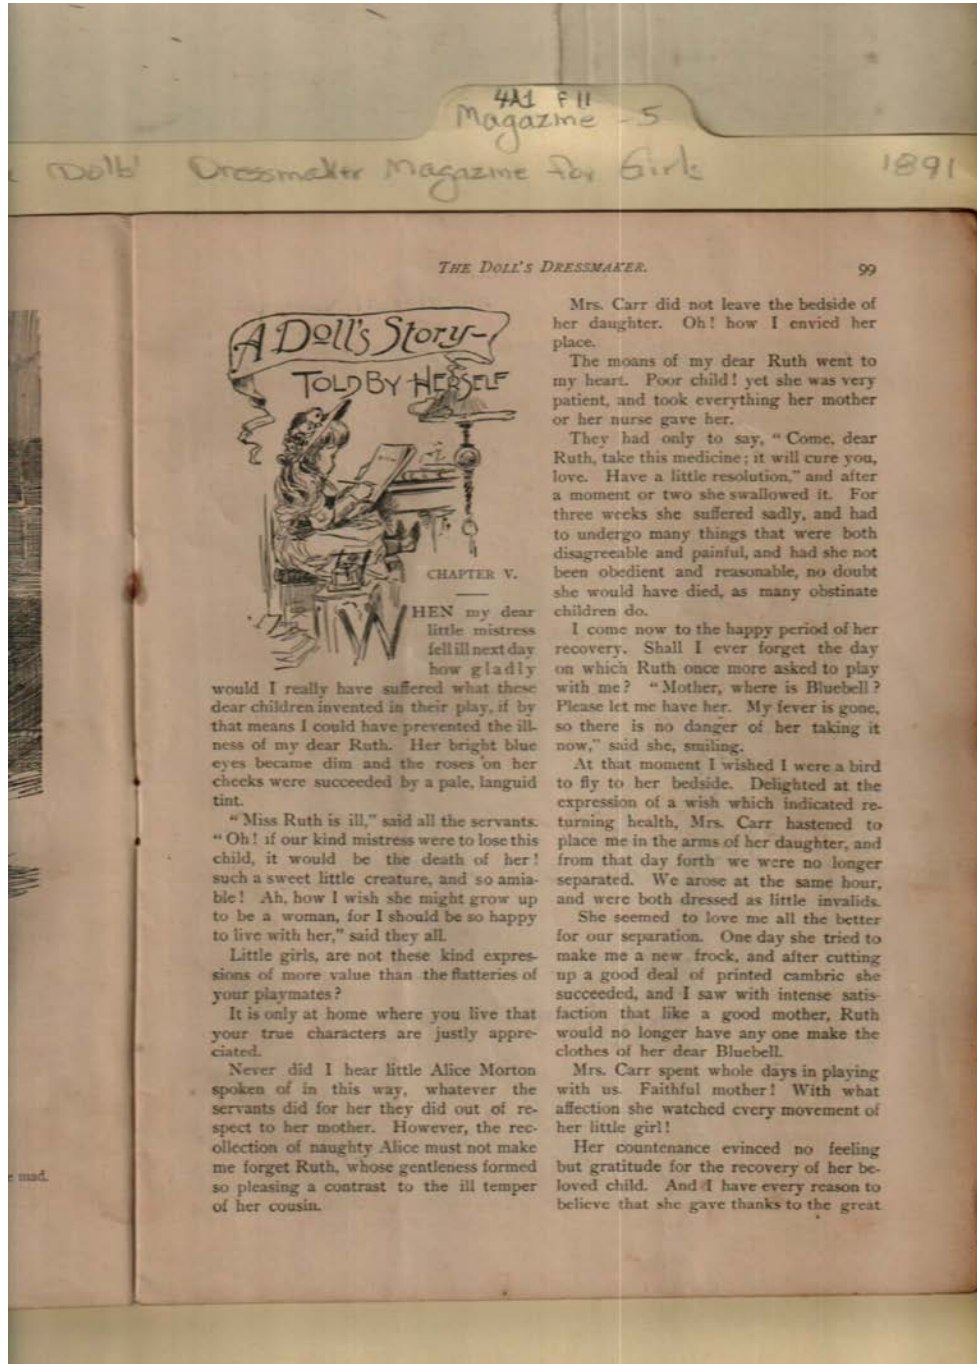 4A1 F11
Magazine - 5
Dolls' Dressmaker Magazine for Girls 1891
THE DOLL'S DRESSMAKER.
99
A DOLL'S STORY-
TOLD BY HERSELF
CHAPTER V.
WHEN my dear
little mistress
fell ill next day
how gladly
would I really have suffered what these
dear children invented in their play, if by
that means I could have prevented the ill-
ness of my dear Ruth. Her bright blue
eyes became dim and the roses on her
cheeks were succeeded by a pale, languid
tint.
“ Miss Ruth is ill,” said all the servants.
“ Oh ! if our kind mistress were to lose this
child, it would be the death of her !
such a sweet little creature, and so amia-
ble ! Ah, how I wish she might grow up
to be a woman, for I should be so happy
to live with her,” said they all.
Little girls, are not these kind expres-
sions of more value than the flatteries of
your playmates ?
It is only at home where you live that
your true characters are justly appre-
ciated.
Never did I hear little Alice Morton
spoken of in this way, whatever the
servants did for her they did out of re-
spect to her mother. However, the rec-
ollection of naughty Alice must not make
me forget Ruth, whose gentleness formed
so pleasing a contrast to the ill temper
of her cousin.
Mrs. Carr did not leave the bedside of
her daughter. Oh ! how I envied her
place.
The moans of my dear Ruth went to
my heart. Poor child ! yet she was very
patient, and took everything her mother
or her nurse gave her.
They had only to say, “ Come, dear
Ruth, take this medicine ; it will cure you,
love. Have a little resolution,” and after
a moment or two she swallowed it. For
three weeks she suffered sadly, and had
to undergo many things that were both
disagreeable and painful, and had she not
been obedient and reasonable, no doubt
she would have died, as many obstinate
children do.
I come now to the happy period of her
recovery. Shall I ever forget the day
on which Ruth once more asked to play
with me ? “ Mother, where is Bluebell ?
Please let me have her. My fever is gone,
so there is no danger of her taking it
now,” said she, smiling.
At that moment I wished I were a bird
to fly to her bedside. Delighted at the
expression of a wish which indicated re-
turning health, Mrs. Carr hastened to
place me in the arms of her daughter, and
from that day forth we were no longer
separated. We arose at the same hour,
and were both dressed as little invalids.
She seemed to love me all the better
for our separation. One day she tried to
make me a new frock, and after cutting
up a good deal of printed cambric she
succeeded, and I saw with intense satis-
faction that like a good mother, Ruth
would no longer have any one make the
clothes of her dear Bluebell.
Mrs. Carr spent whole days in playing
with us. Faithful mother ! With what
affection she watched every movement of
her little girl !
Her countenance evinced no feeling
but gratitude for the recovery of her be-
loved child. And I have every reason to
believe that she gave thanks to the great
mad.